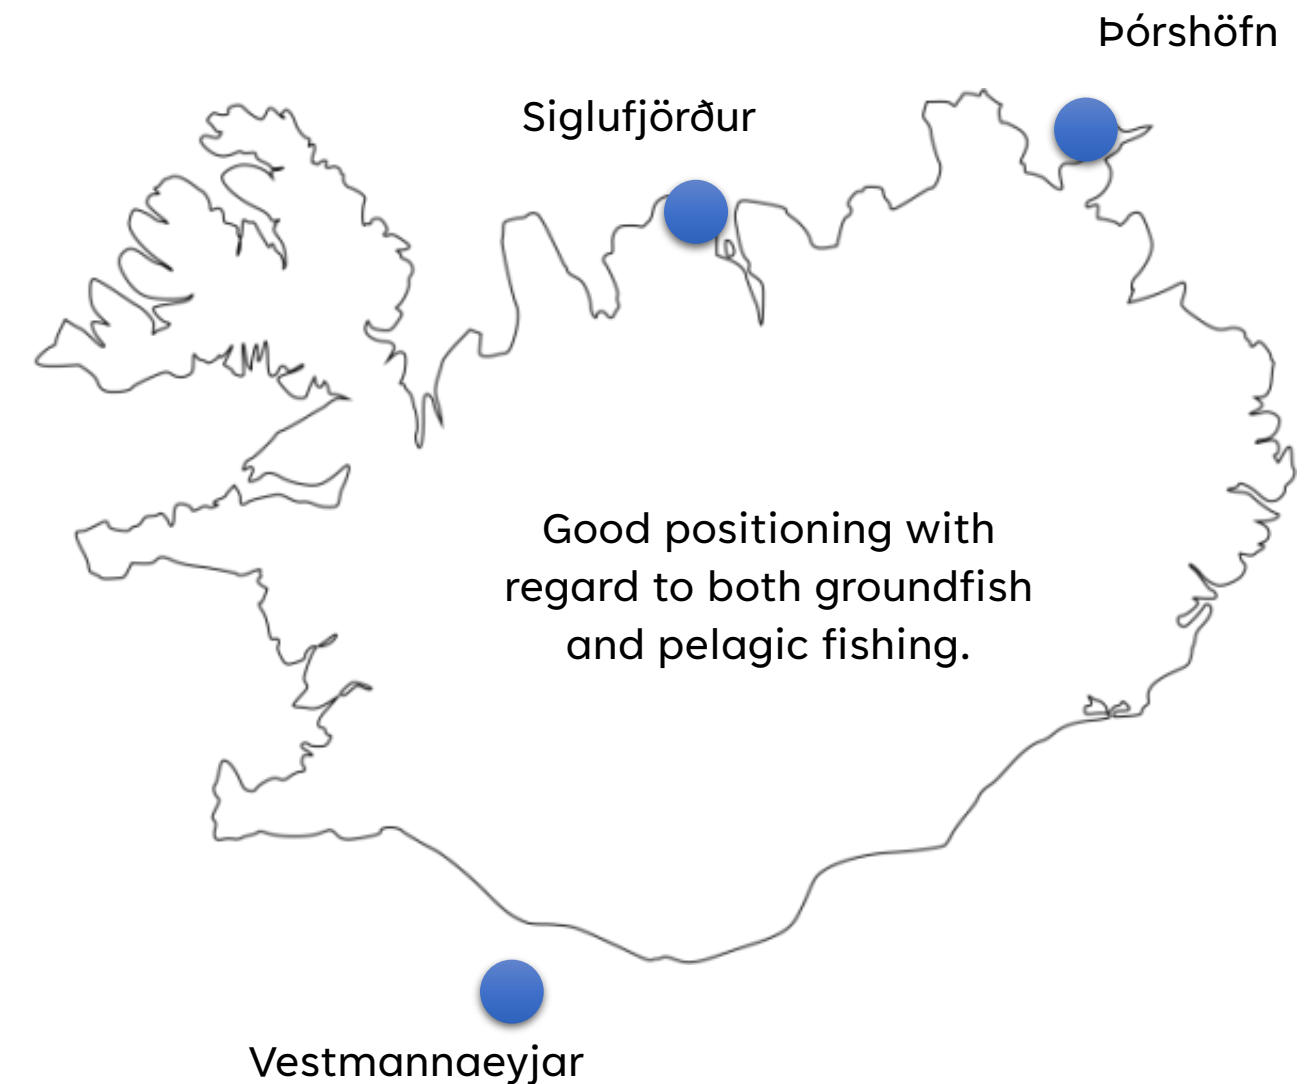 Þórshöfn
Siglufjörður
Good positioning with
regard to both groundfish
and pelagic fishing.
Vestmannaeyjar